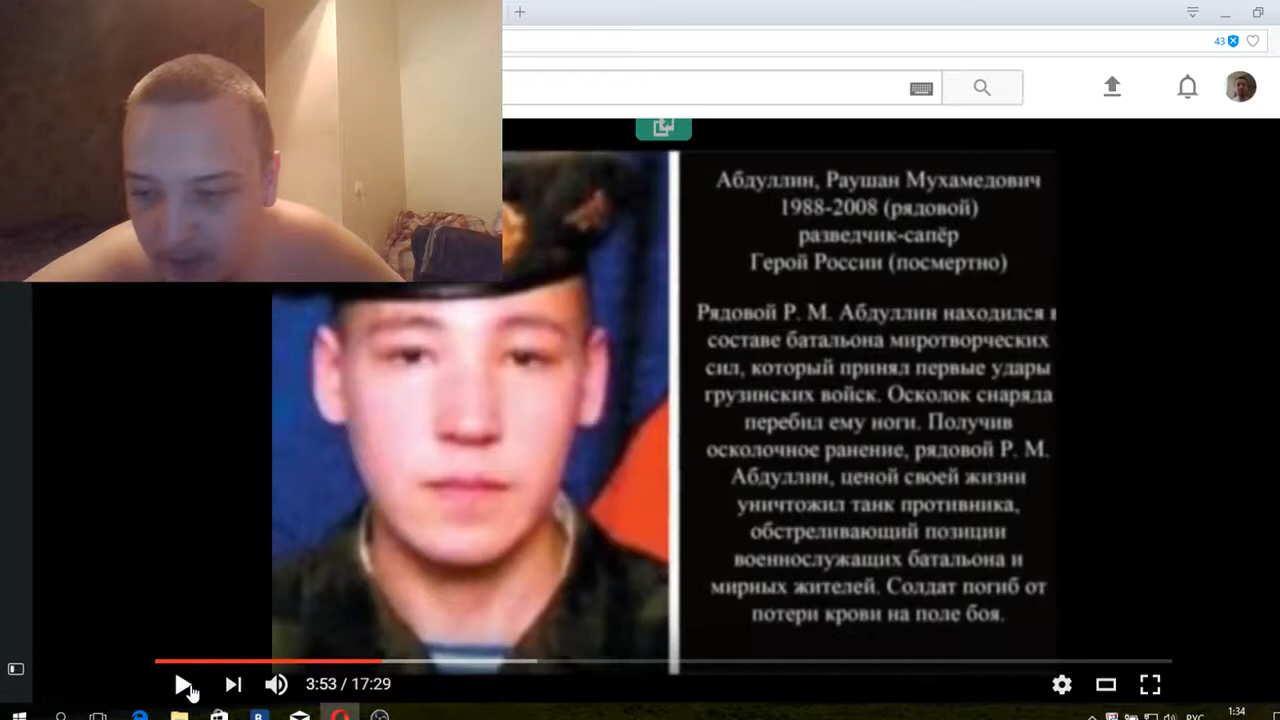 43
Абдуллин, Раушан Мухамедович
1988-2008 (рядовой)
разведчик-сапёр
Герой России (посмертно)
Рядовой Р. М. Абдуллин находился
составе батальона миротворческих
сил, который принял первые удары
грузинских войск. Осколок снаряда
перебил ему ноги. Получив
осколочное ранение, рядовой Р. М.
Абдуллин, ценой своей жизни
уничтожил танк противника,
обстреливающий позиции
военнослужащих батальона и
мирных жителей. Солдат погиб от
потери крови на поле боя.
3:53 / 17:29
РУС
1:34